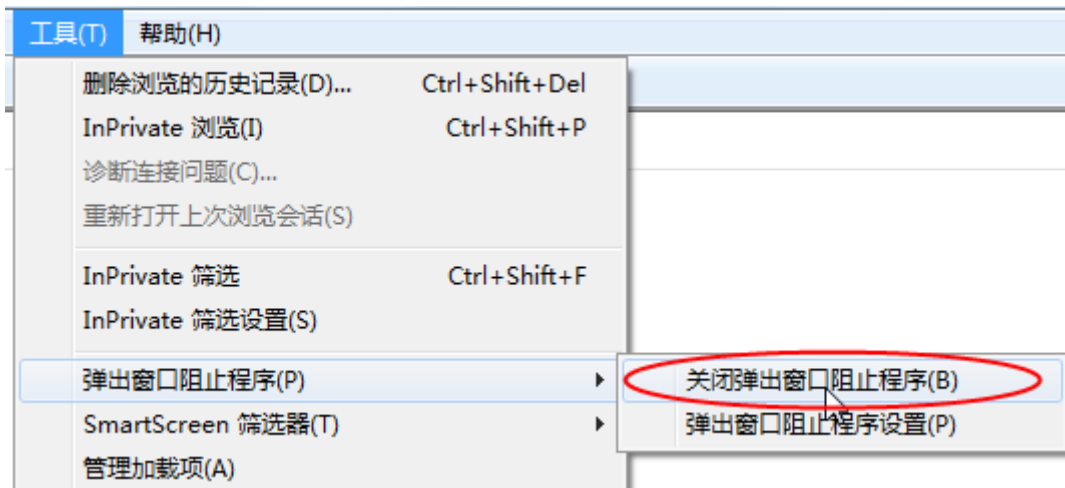 工具(T) 帮助(H)
删除浏览的历史记录(D)... Ctrl+Shift+Del
InPrivate 浏览(I) Ctrl+Shift+P
诊断连接问题(C)...
重新打开上次浏览会话(S)
InPrivate 筛选 Ctrl+Shift+F
InPrivate 筛选设置(S)
弹出窗口阻止程序(P) 关闭弹出窗口阻止程序(B)
SmartScreen 筛选器(T) 弹出窗口阻止程序设置(P)
管理加载项(A)